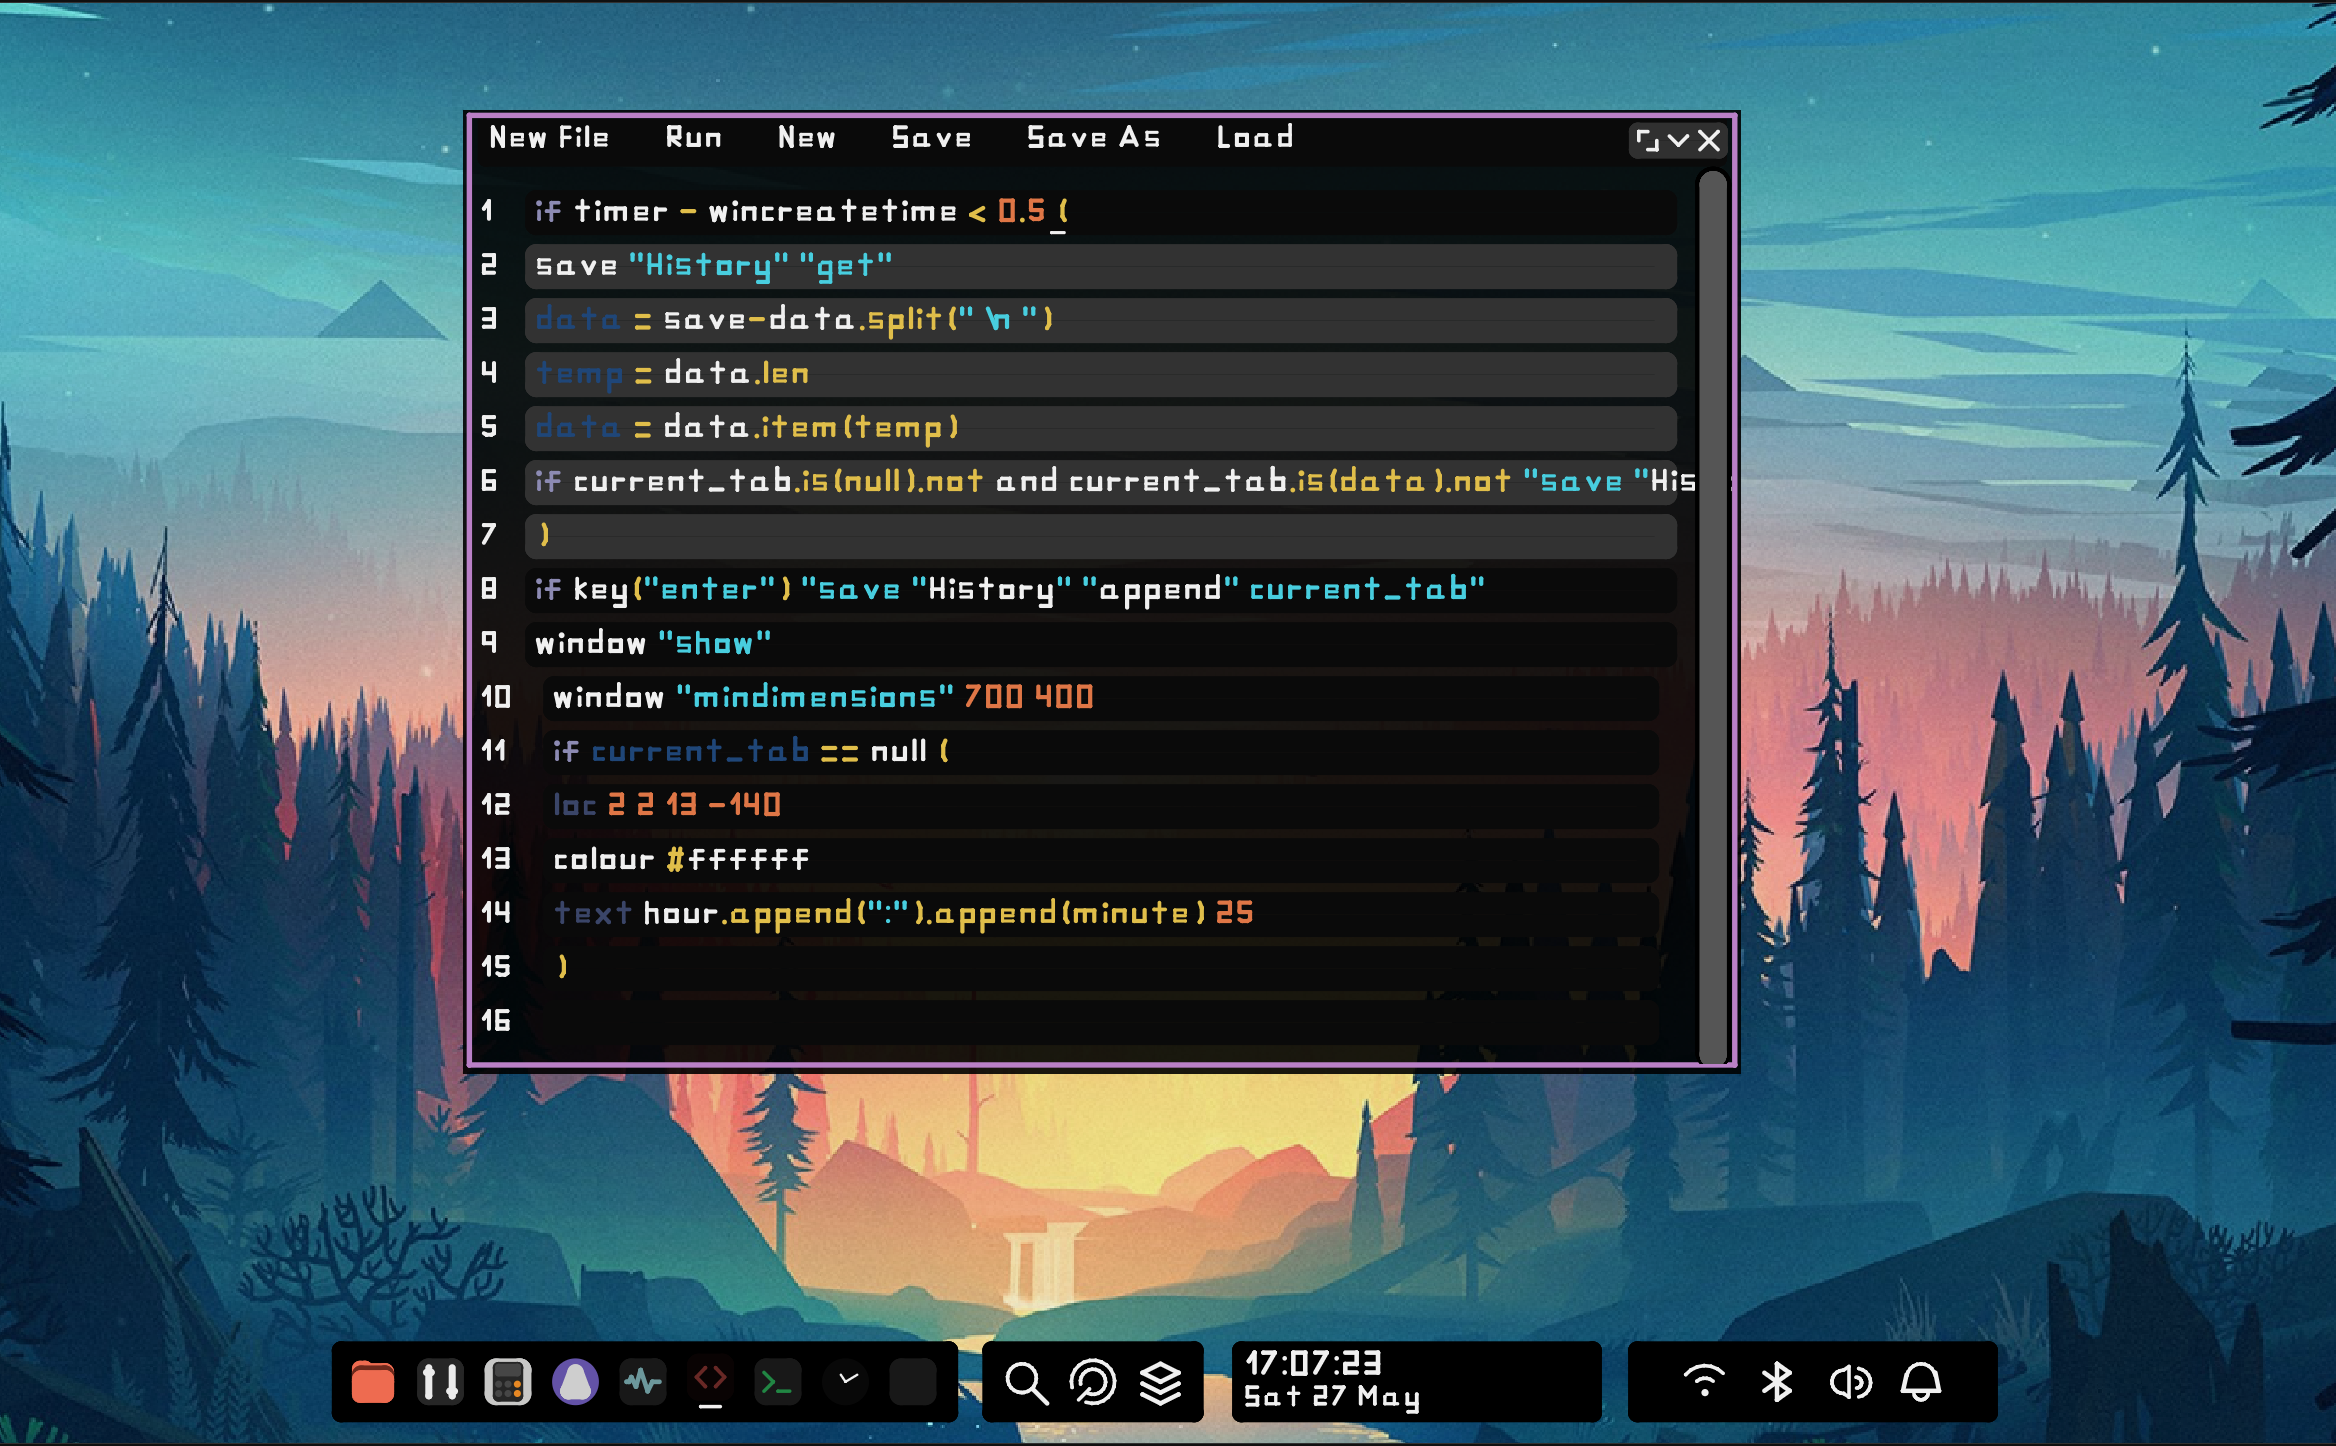 New File Run New Save Save As Load
1 if timer - wincreatetime < 0.5 (
2 save "History" "get"
3 data = save-data.split(" \n ")
4 temp = data.len
5 data = data.item(temp)
6 if current_tab.is(null).not and current_tab.is(data).not "save "His
7 )
8 if key("enter") "save "History" "append" current_tab"
9 window "show"
10 window "mindimensions" 700 400
11 if current_tab == null (
12 loc 2 2 13 -140
13 colour #ffffff
14 text hour.append(":").append(minute) 25
15 )
16
17:07:23
Sat 27 May